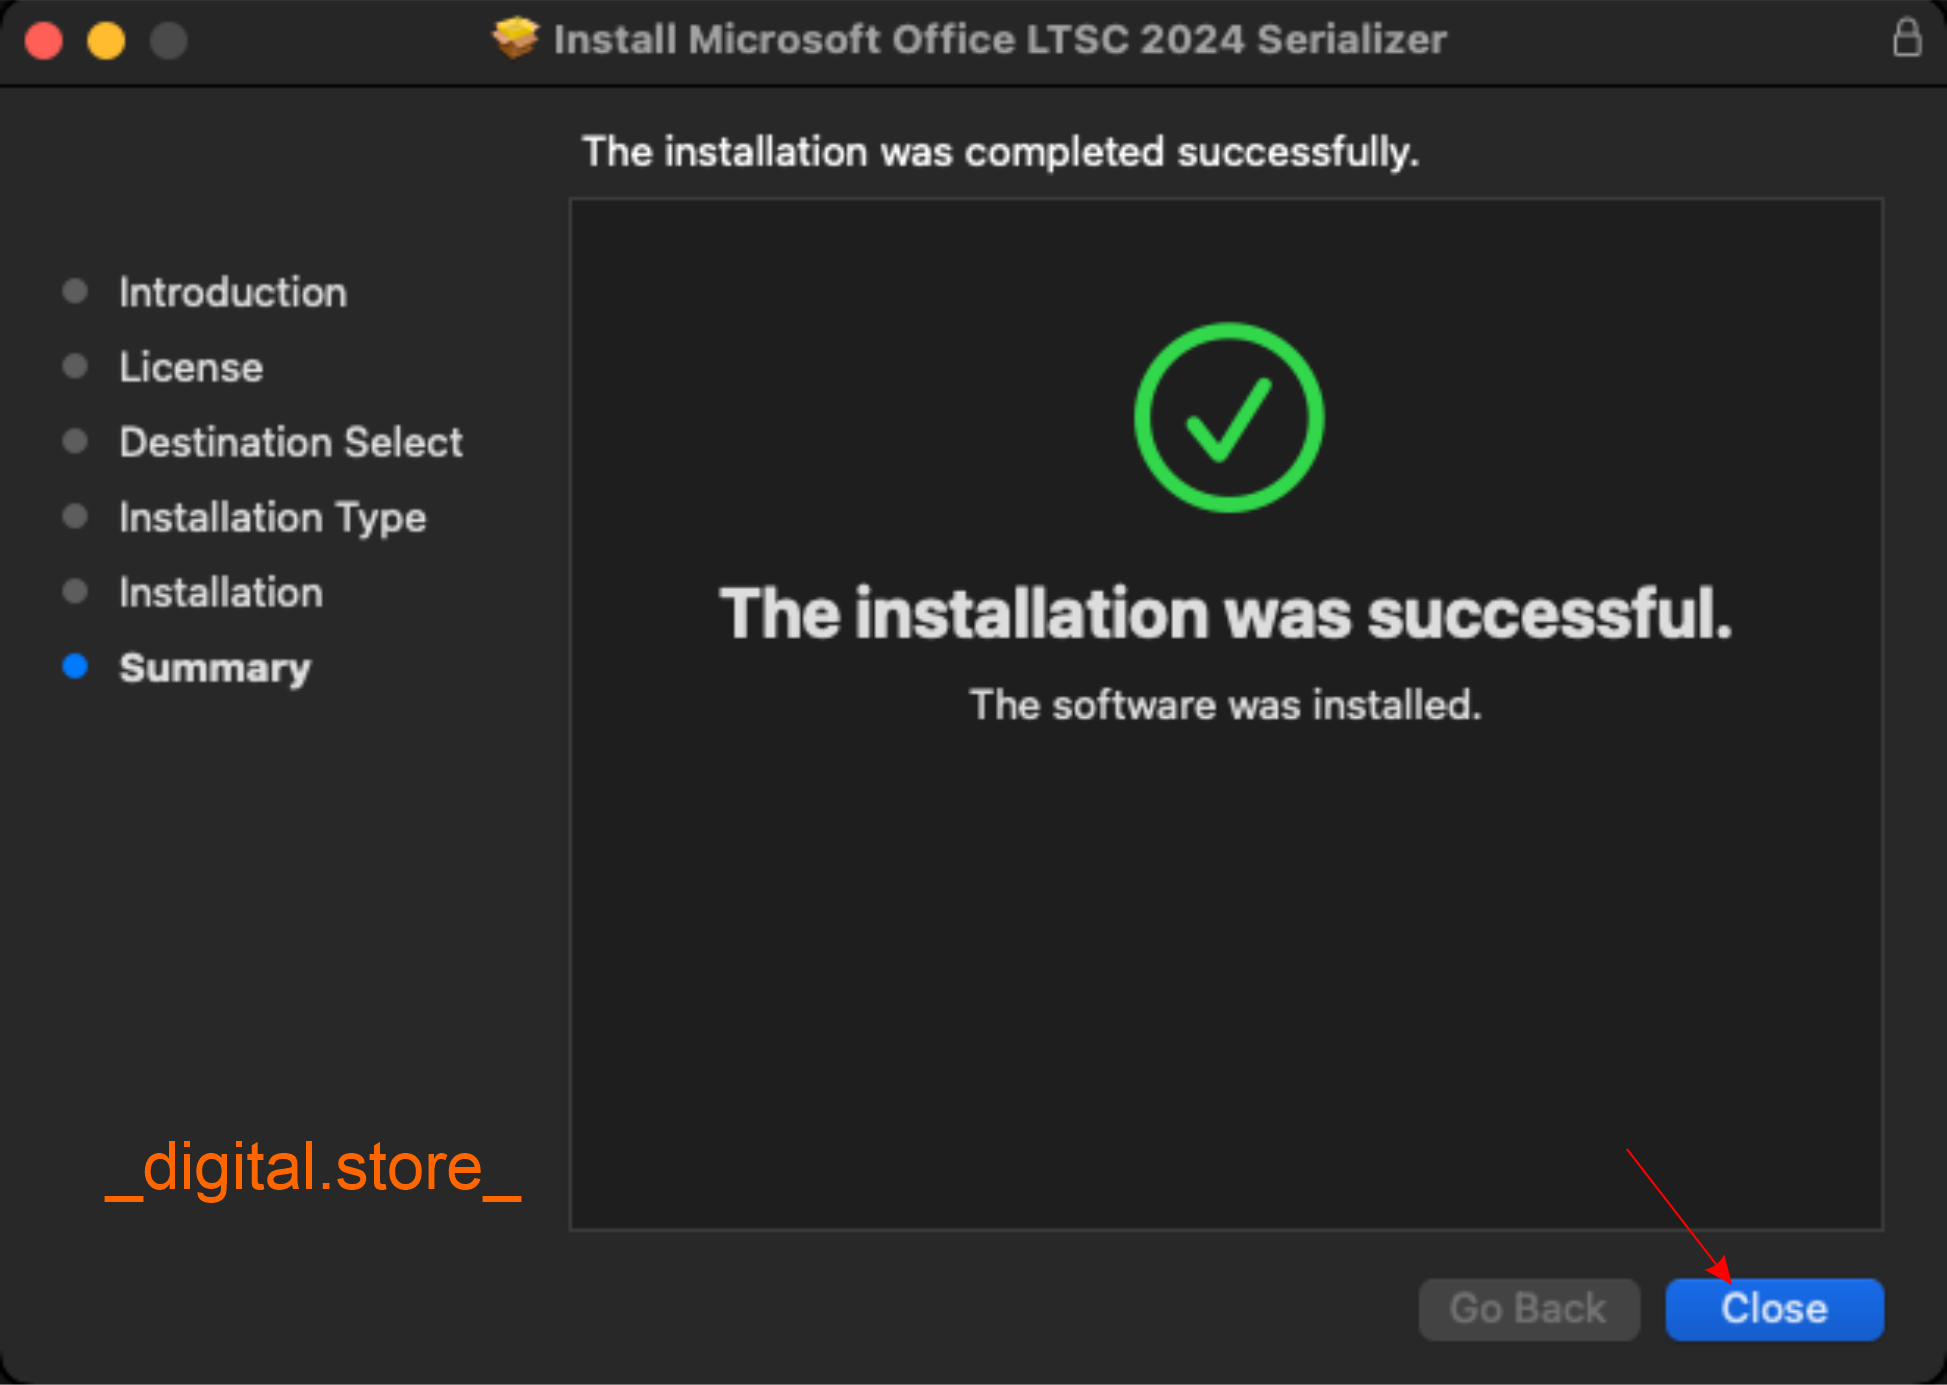 Install Microsoft Office LTSC 2024 Serializer
The installation was completed successfully.
Introduction
License
Destination Select
Installation Type
Installation
Summary
The installation was successful.
The software was installed.
_digital.store_
Go Back
Close